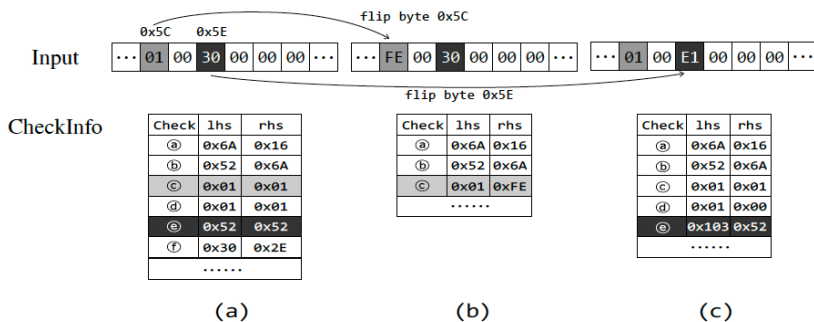 flip byte 0x5C
0x5C 0x5E
Input ··· 01 00 30 00 00 00 ··· ··· FE 00 30 00 00 00 ··· ··· 01 00 E1 00 00 00 ···
flip byte 0x5E
CheckInfo
Check lhs rhs Check lhs rhs Check lhs rhs
ⓐ 0x6A 0x16 ⓐ 0x6A 0x16 ⓐ 0x6A 0x16
ⓑ 0x52 0x6A ⓑ 0x52 0x6A ⓑ 0x52 0x6A
ⓒ 0x01 0x01 ⓒ 0x01 0xFE ⓒ 0x01 0x01
ⓓ 0x01 0x01 ······ ⓓ 0x01 0x00
ⓔ 0x52 0x52 ⓔ 0x103 0x52
ⓕ 0x30 0x2E ······
······
(a) (b) (c)